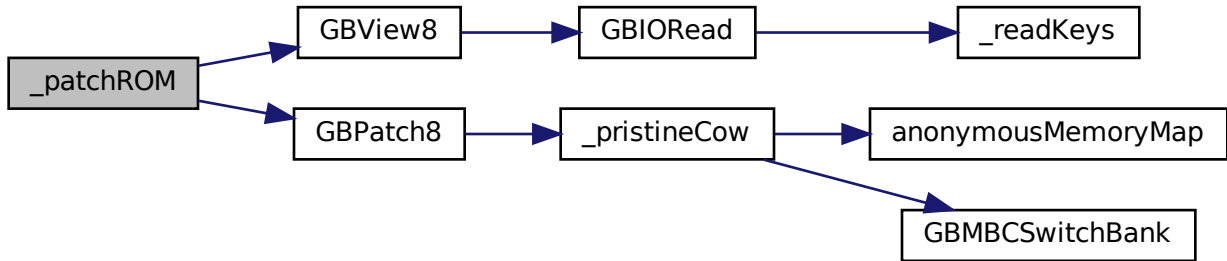 _patchROM
GBView8
GBIORead
_readKeys
GBPatch8
_pristineCow
anonymousMemoryMap
GBMBCSwitchBank